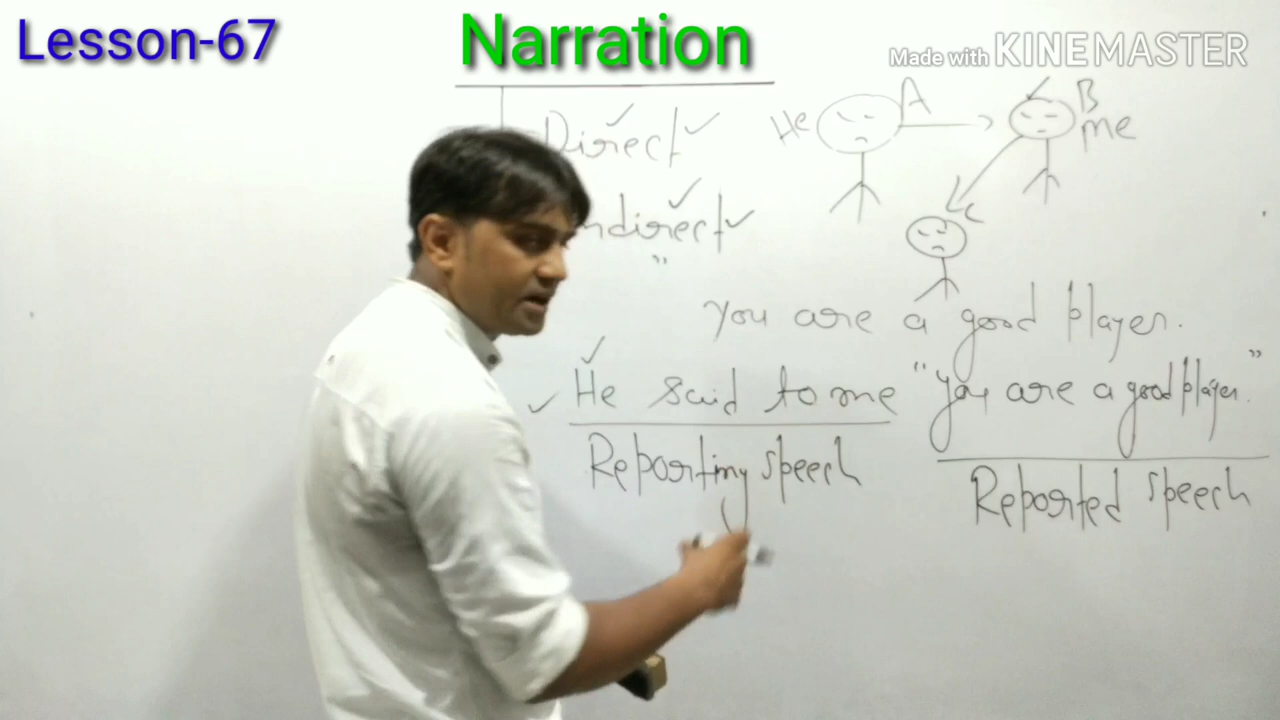 Lesson-67
Narration
Made with KINEMASTER
Direct
ndirect
"
He
A
B
me
C
You are a good player.
He said to me "You are a good player."
Reporting speech
Reported speech